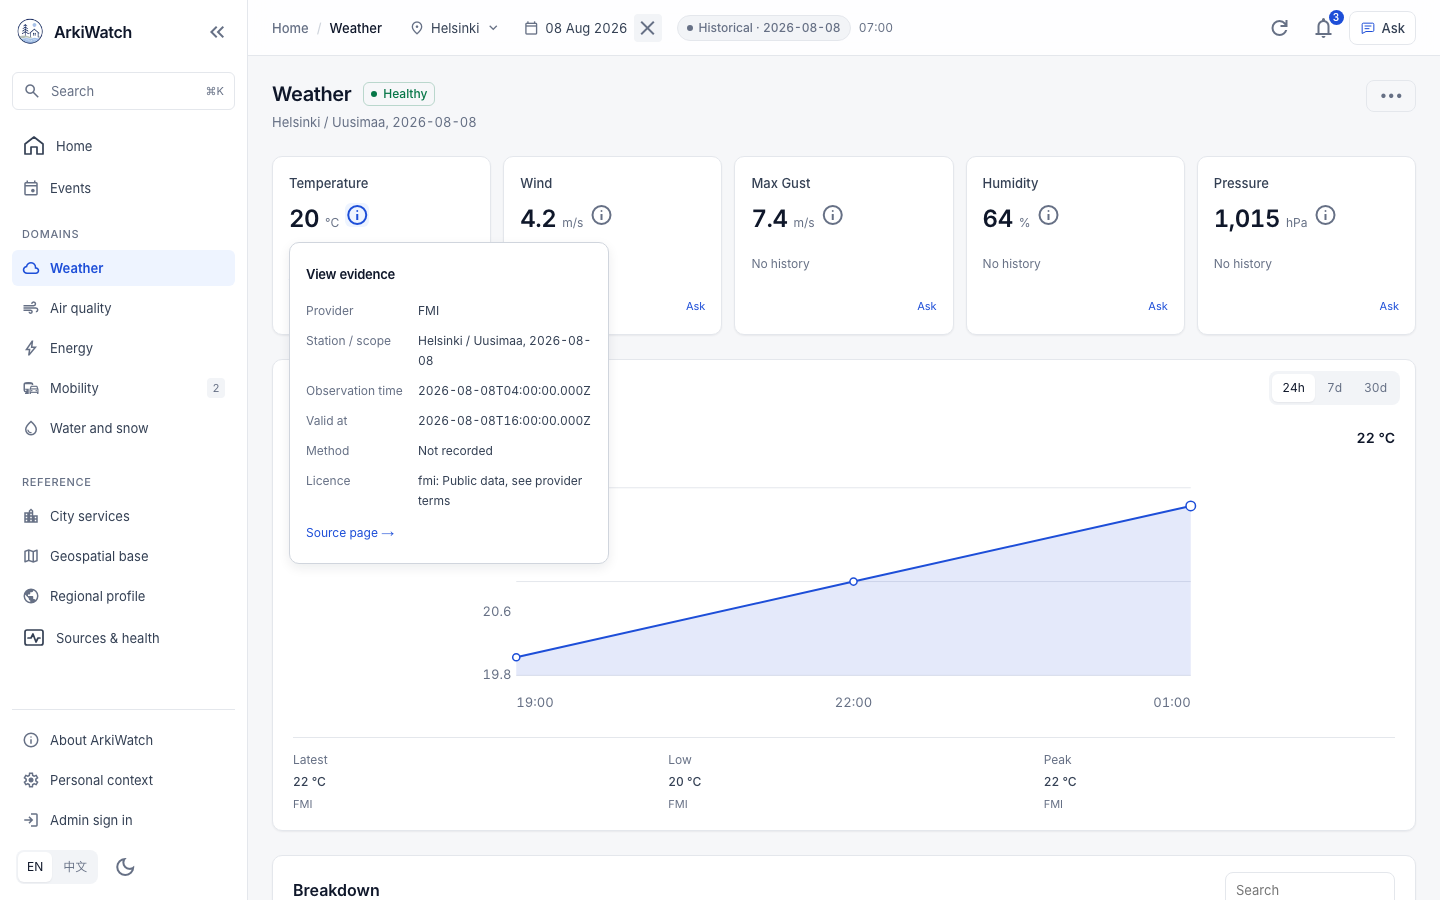 ArkiWatch
Search ⌘K
Home
Events
DOMAINS
Weather
Air quality
Energy
Mobility 2
Water and snow
REFERENCE
City services
Geospatial base
Regional profile
Sources & health
About ArkiWatch
Personal context
Admin sign in
EN 中文
Home / Weather Helsinki 08 Aug 2026 Historical · 2026-08-08 07:00 3 Ask
Weather Healthy
Helsinki / Uusimaa, 2026-08-08
Temperature
20 °C
Wind
4.2 m/s
Ask
Max Gust
7.4 m/s
No history
Ask
Humidity
64 %
No history
Ask
Pressure
1,015 hPa
No history
Ask
View evidence
Provider FMI
Station / scope Helsinki / Uusimaa, 2026-08-
08
Observation time 2026-08-08T04:00:00.000Z
Valid at 2026-08-08T16:00:00.000Z
Method Not recorded
Licence fmi: Public data, see provider
terms
Source page →
24h 7d 30d
22 °C
20.6
19.8
19:00 22:00 01:00
Latest Low Peak
22 °C 20 °C 22 °C
FMI FMI FMI
Breakdown Search